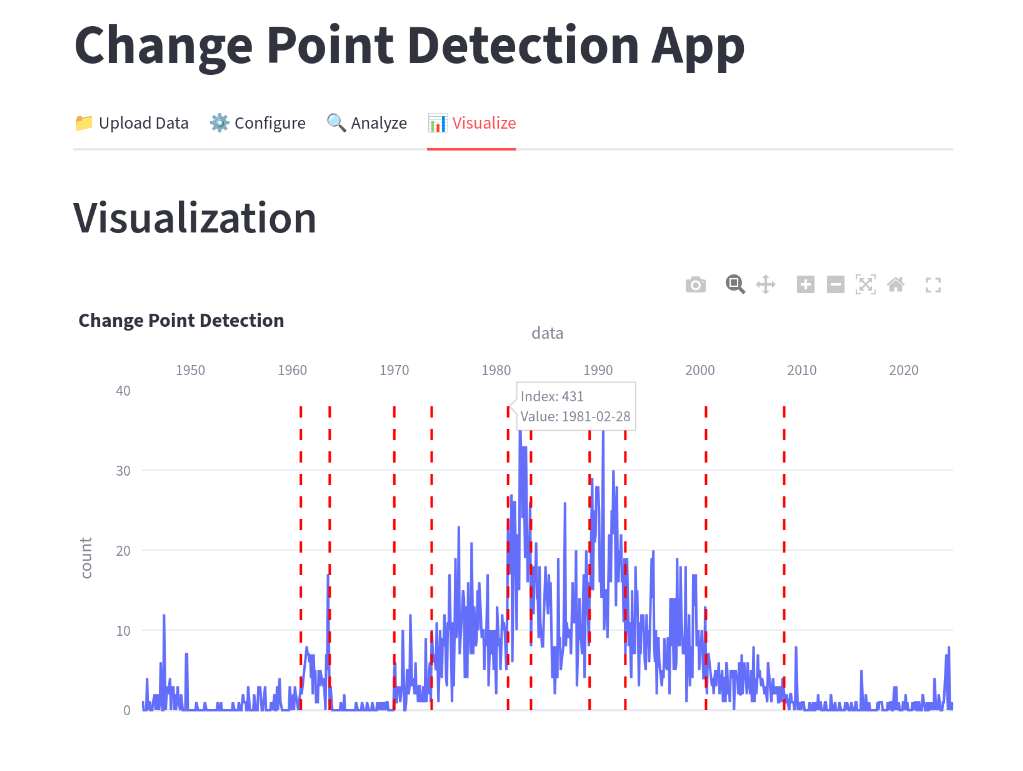 Change Point Detection App
📁 Upload Data ⚙️ Configure 🔍 Analyze 📊 Visualize
Visualization
Change Point Detection
data
1950 1960 1970 1980 1990 2000 2010 2020
Index: 431
Value: 1981-02-28
40
30
20
10
0
count